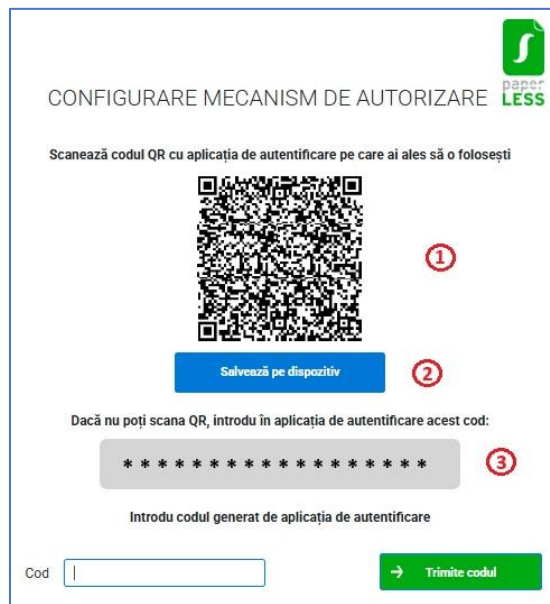 paper
LESS
CONFIGURARE MECANISM DE AUTORIZARE
Scanează codul QR cu aplicația de autentificare pe care ai ales să o folosești
1
Salvează pe dispozitiv
2
Dacă nu poți scana QR, introdu în aplicația de autentificare acest cod:
* * * * * * * * * * * * * * * * * *
3
Introdu codul generat de aplicația de autentificare
Cod
Trimite codul